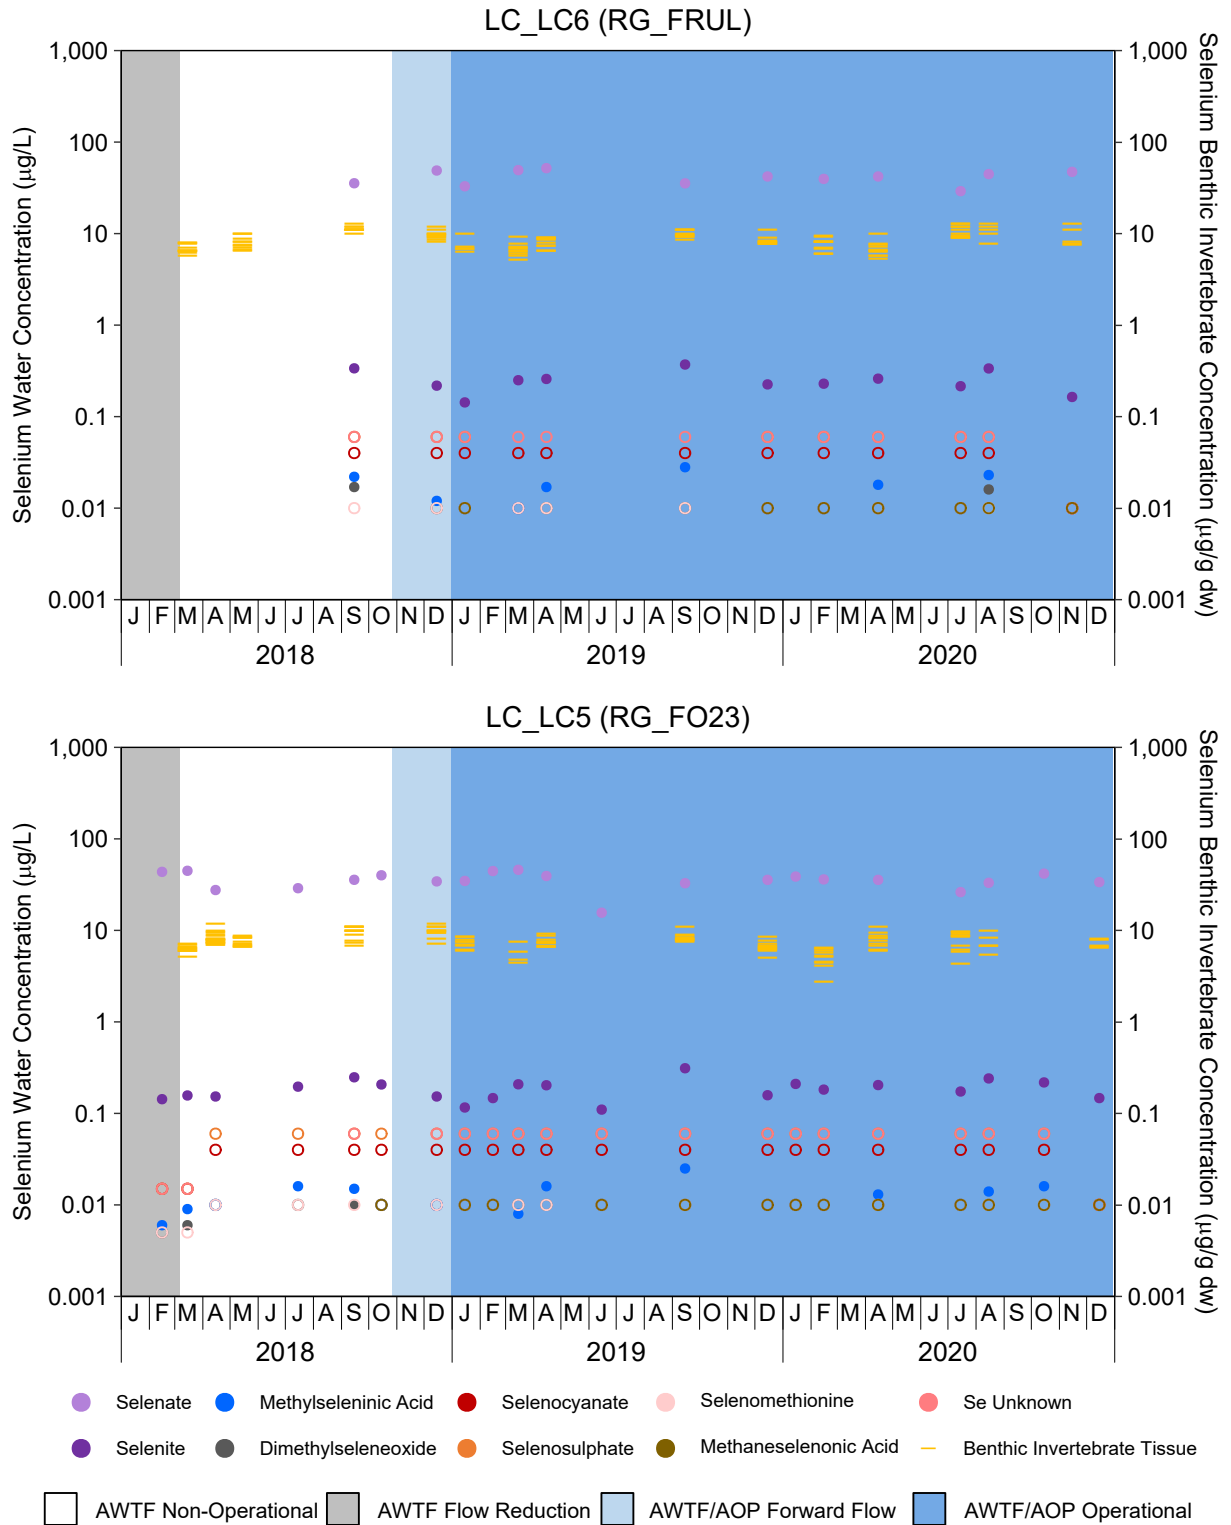 LC_LC6 (RG_FRUL)
Selenium Water Concentration (µg/L)
1,000
100
10
1
0.1
0.01
0.001
1,000
100
10
1
0.1
0.01
0.001
Selenium Benthic Invertebrate Concentration (µg/g dw)
J F M A M J J A S O N D J F M A M J J A S O N D J F M A M J J A S O N D
2018 2019 2020
LC_LC5 (RG_FO23)
Selenium Water Concentration (µg/L)
1,000
100
10
1
0.1
0.01
0.001
1,000
100
10
1
0.1
0.01
0.001
Selenium Benthic Invertebrate Concentration (µg/g dw)
J F M A M J J A S O N D J F M A M J J A S O N D J F M A M J J A S O N D
2018 2019 2020
Selenate Methylseleninic Acid Selenocyanate Selenomethionine Se Unknown
Selenite Dimethylseleneoxide Selenosulphate Methaneselenonic Acid Benthic Invertebrate Tissue
AWTF Non-Operational AWTF Flow Reduction AWTF/AOP Forward Flow AWTF/AOP Operational